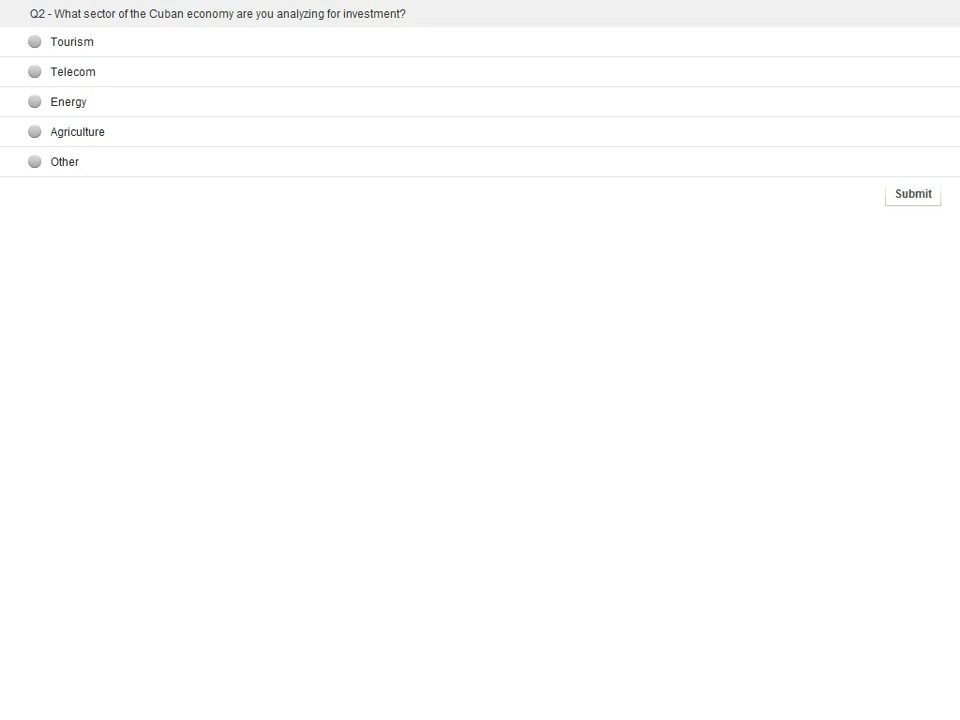 Q2 - What sector of the Cuban economy are you analyzing for investment?
Tourism
Telecom
Energy
Agriculture
Other
Submit